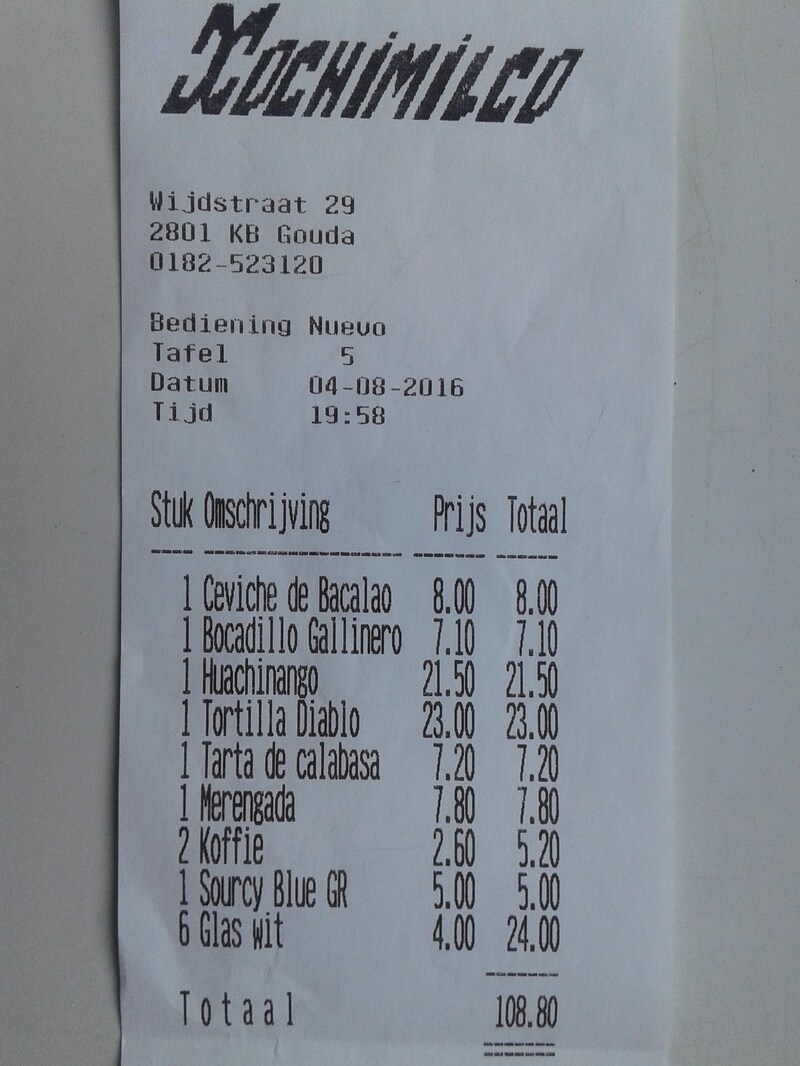 XOCHIMILCO
Wijdstraat 29
2801 KB Gouda
0182-523120
Bediening Nuevo
Tafel 5
Datum 04-08-2016
Tijd 19:58
Stuk Omschrijving Prijs Totaal
1 Ceviche de Bacalao 8.00 8.00
1 Bocadillo Gallinero 7.10 7.10
1 Huachinango 21.50 21.50
1 Tortilla Diablo 23.00 23.00
1 Tarta de calabasa 7.20 7.20
1 Merengada 7.80 7.80
2 Koffie 2.60 5.20
1 Sourcy Blue GR 5.00 5.00
6 Glas wit 4.00 24.00
Totaal 108.80